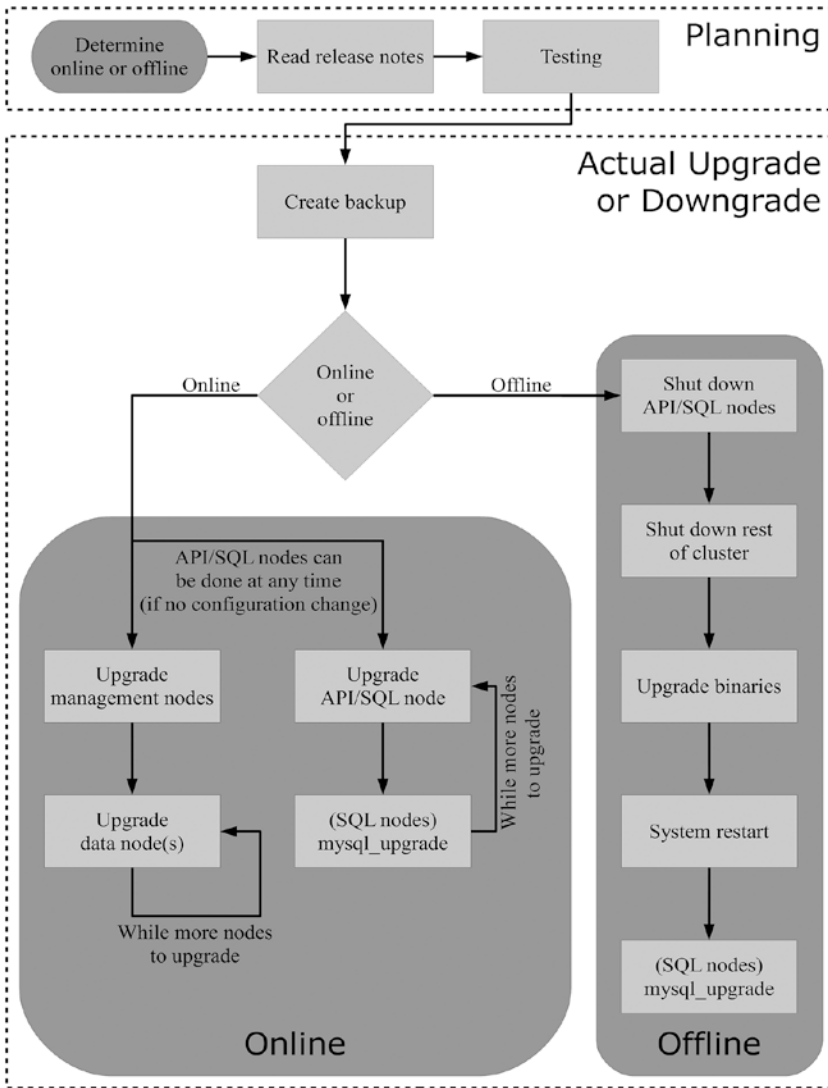 Planning
Determine
online or offline
Read release notes
Testing
Actual Upgrade
or Downgrade
Create backup
Online
or
offline
Online
Offline
API/SQL nodes can
be done at any time
(if no configuration change)
Upgrade
management nodes
Upgrade
data node(s)
While more nodes
to upgrade
Upgrade
API/SQL node
(SQL nodes)
mysql_upgrade
While more nodes
to upgrade
Online
Shut down
API/SQL nodes
Shut down rest
of cluster
Upgrade binaries
System restart
(SQL nodes)
mysql_upgrade
Offline